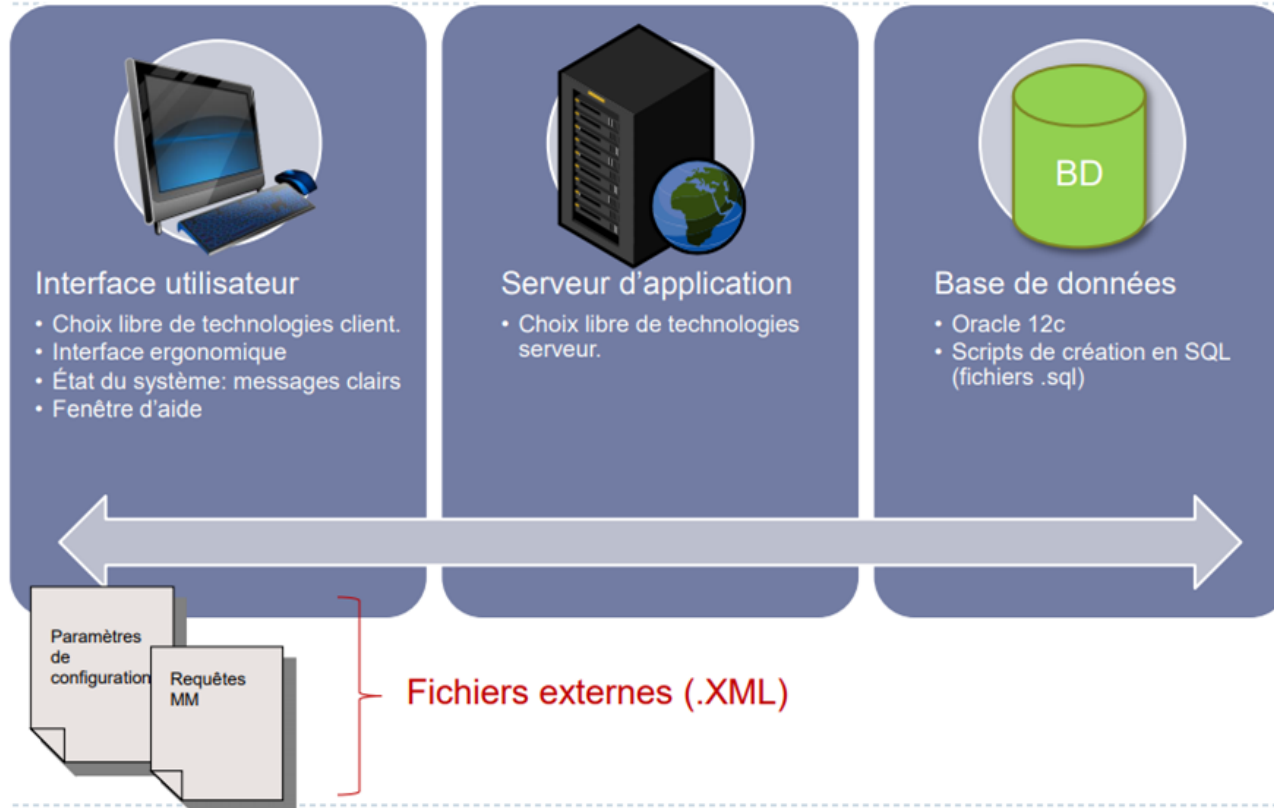 BD
Interface utilisateur
• Choix libre de technologies client.
• Interface ergonomique
• État du système: messages clairs
• Fenêtre d'aide
Serveur d'application
• Choix libre de technologies
serveur.
Base de données
• Oracle 12c
• Scripts de création en SQL
(fichiers .sql)
Paramètres
de
configuration
Requêtes
MM
Fichiers externes (.XML)